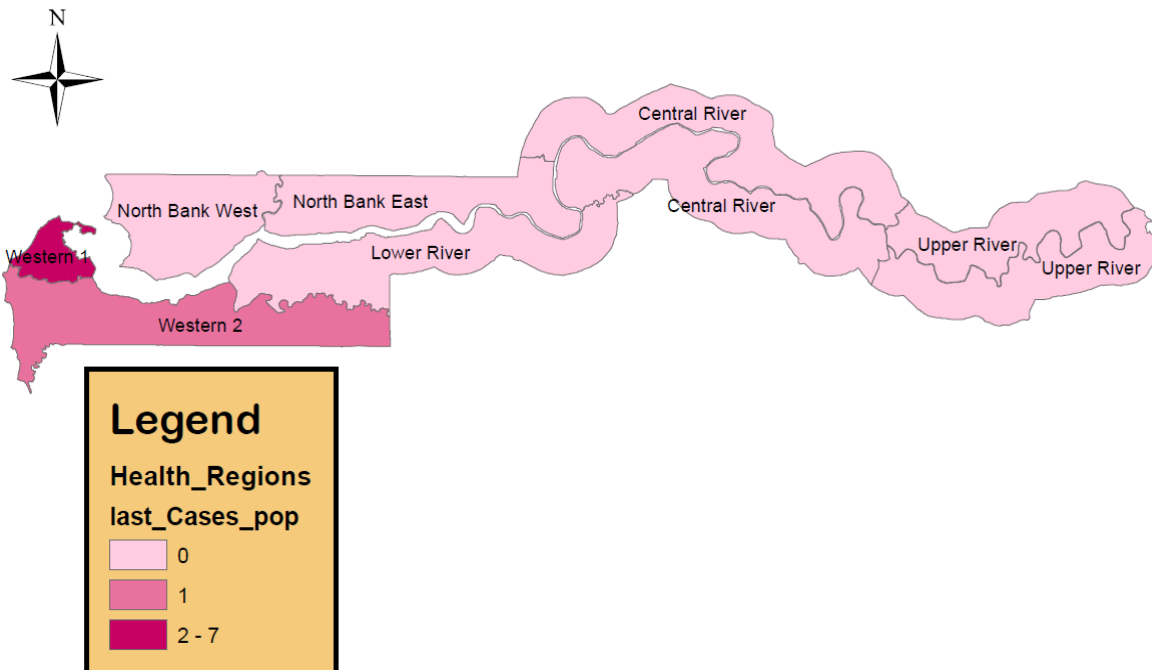 N
Central River
North Bank West
North Bank East
Central River
Western 1
Lower River
Upper River
Upper River
Western 2
Legend
Health_Regions
last_Cases_pop
0
1
2 - 7